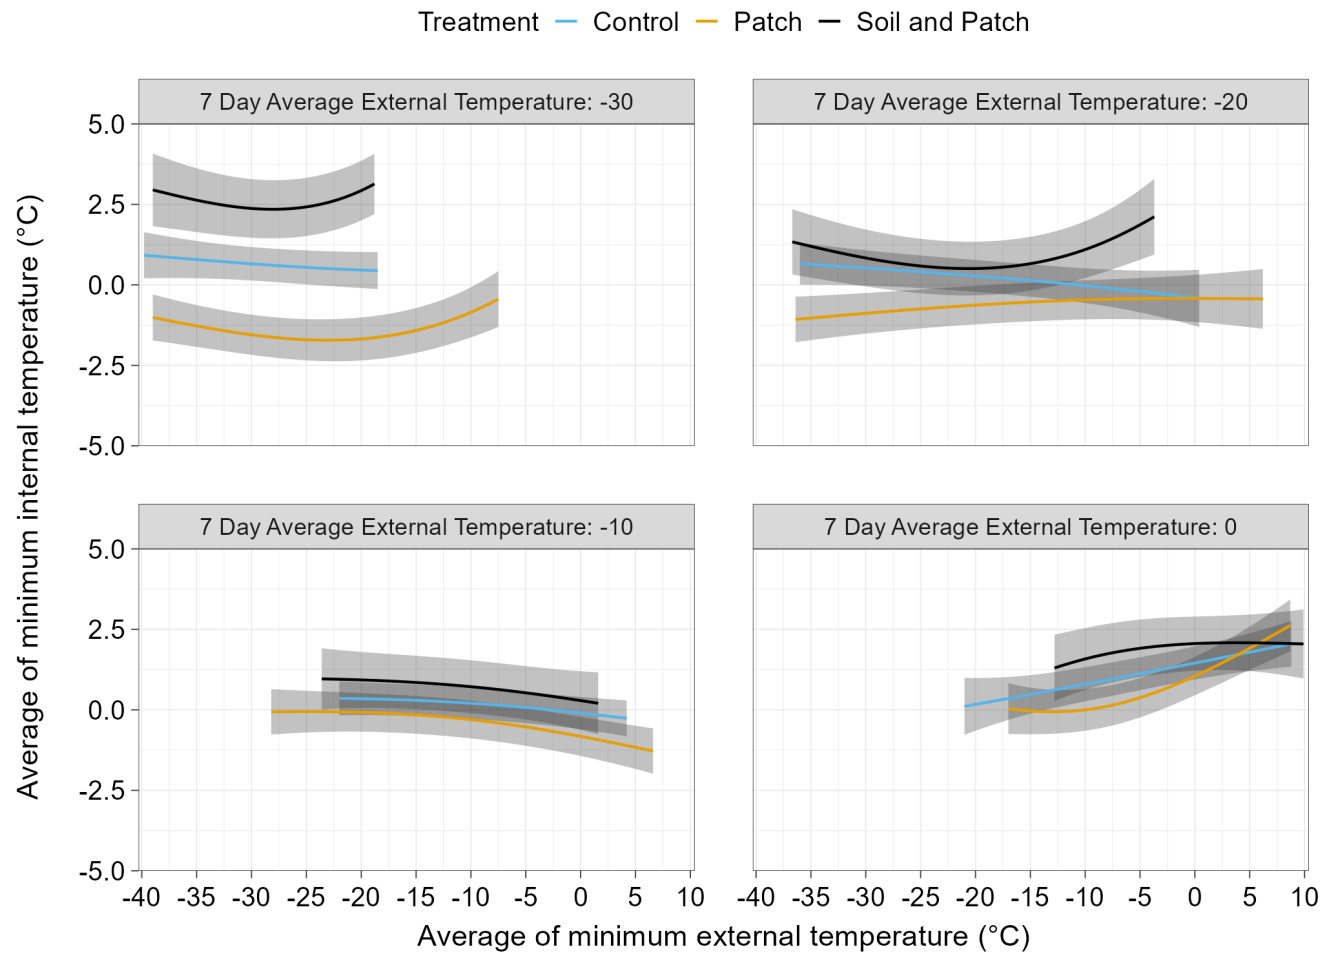 Treatment Control Patch Soil and Patch
7 Day Average External Temperature: -30
7 Day Average External Temperature: -20
5.0
2.5
0.0
-2.5
-5.0
7 Day Average External Temperature: -10
7 Day Average External Temperature: 0
5.0
2.5
0.0
-2.5
-5.0
-40 -35 -30 -25 -20 -15 -10 -5 0 5 10
-40 -35 -30 -25 -20 -15 -10 -5 0 5 10
Average of minimum external temperature (°C)
Average of minimum internal temperature (°C)